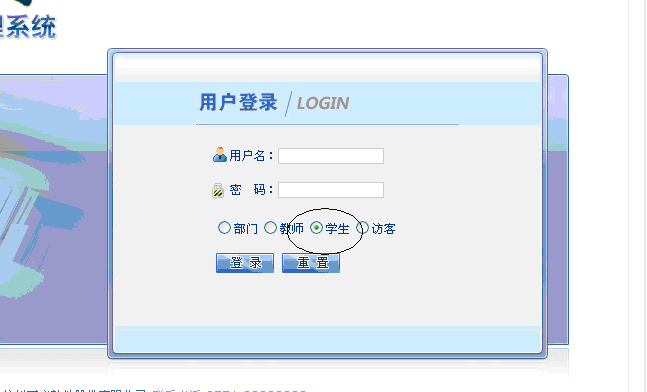 理系统
用户登录 LOGIN
用户名：
密 码：
部门 教师 学生 访客
登 录 重 置